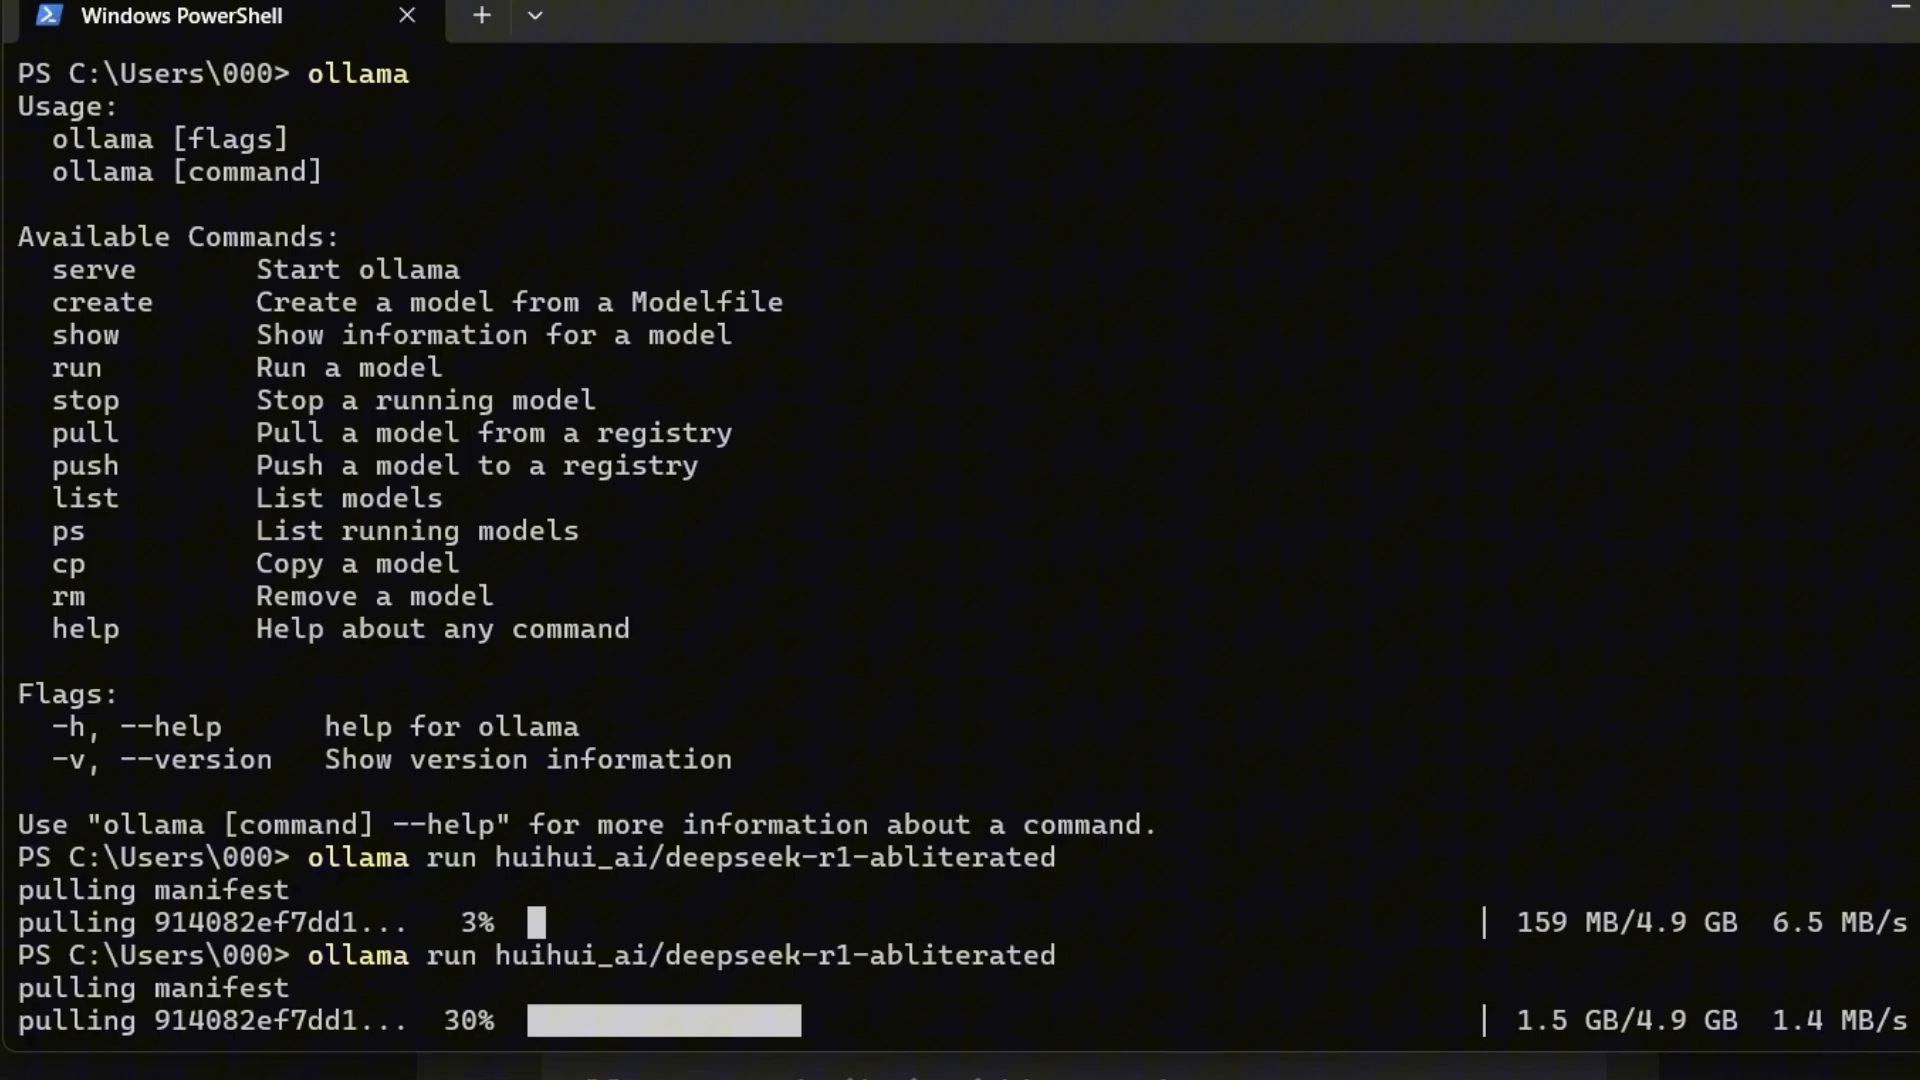 Windows PowerShell
PS C:\Users\000> ollama
Usage:
  ollama [flags]
  ollama [command]

Available Commands:
  serve       Start ollama
  create      Create a model from a Modelfile
  show        Show information for a model
  run         Run a model
  stop        Stop a running model
  pull        Pull a model from a registry
  push        Push a model to a registry
  list        List models
  ps          List running models
  cp          Copy a model
  rm          Remove a model
  help        Help about any command

Flags:
  -h, --help      help for ollama
  -v, --version   Show version information

Use "ollama [command] --help" for more information about a command.
PS C:\Users\000> ollama run huihui_ai/deepseek-r1-abliterated
pulling manifest
pulling 914082ef7dd1...   3% | 159 MB/4.9 GB  6.5 MB/s
PS C:\Users\000> ollama run huihui_ai/deepseek-r1-abliterated
pulling manifest
pulling 914082ef7dd1...  30% | 1.5 GB/4.9 GB  1.4 MB/s